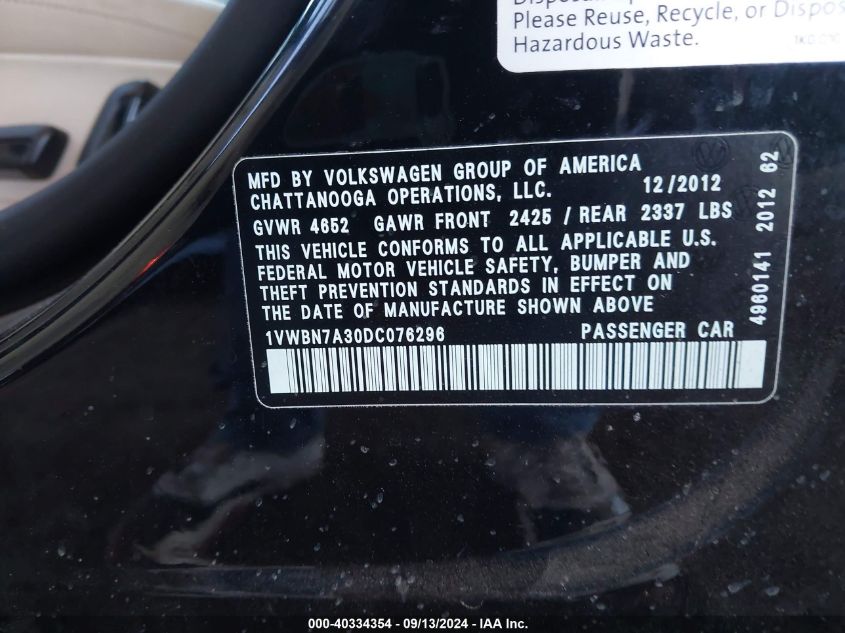 Please Reuse, Recycle, or Dispos
Hazardous Waste.
MFD BY VOLKSWAGEN GROUP OF AMERICA
CHATTANOOGA OPERATIONS, LLC. 12/2012
GVWR 4652 GAWR FRONT 2425 / REAR 2337 LBS
THIS VEHICLE CONFORMS TO ALL APPLICABLE U.S.
FEDERAL MOTOR VEHICLE SAFETY, BUMPER AND
THEFT PREVENTION STANDARDS IN EFFECT ON
THE DATE OF MANUFACTURE SHOWN ABOVE
1VWBN7A30DC076296 PASSENGER CAR
4960141 2012 62
000-40334354 - 09/13/2024 - IAA Inc.